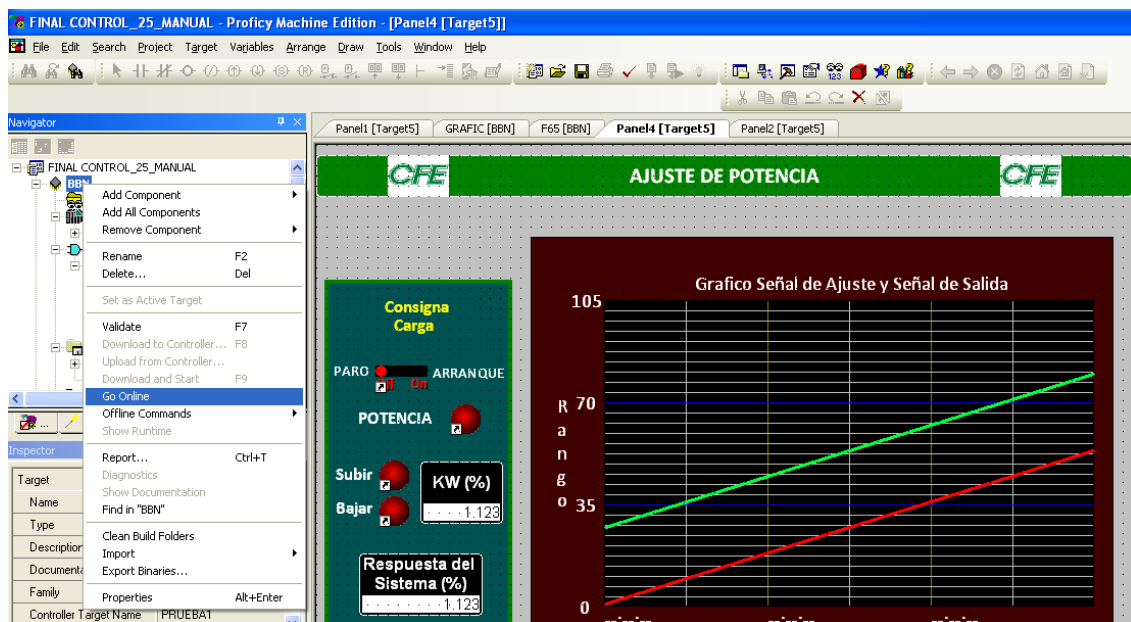 FINAL CONTROL_25_MANUAL - Proficy Machine Edition - [Panel4 [Target5]]
File Edit Search Project Target Variables Arrange Draw Tools Window Help
Navigator
Panel1 [Target5] GRAFIC [BBN] F65 [BBN] Panel4 [Target5] Panel2 [Target5]
FINAL CONTROL_25_MANUAL
BBN
Add Component
Add All Components
Remove Component
Rename F2
Delete... Del
Set as Active Target
Validate F7
Download to Controller... F8
Upload from Controller...
Download and Start F9
Go Online
Offline Commands
Show Runtime
Report... Ctrl+T
Diagnostics
Show Documentation
Find in "BBN"
Clean Build Folders
Import
Export Binaries...
Properties Alt+Enter
Inspector
Target
Name
Type
Description
Family
Controller Target Name PRUEBA1
CFE AJUSTE DE POTENCIA CFE
Consigna
Carga
PARO Off On ARRANQUE
POTENCIA
Subir
Bajar
KW (%)
1.123
Respuesta del
Sistema (%)
1.123
Grafico Señal de Ajuste y Señal de Salida
105
70
35
0
Rango